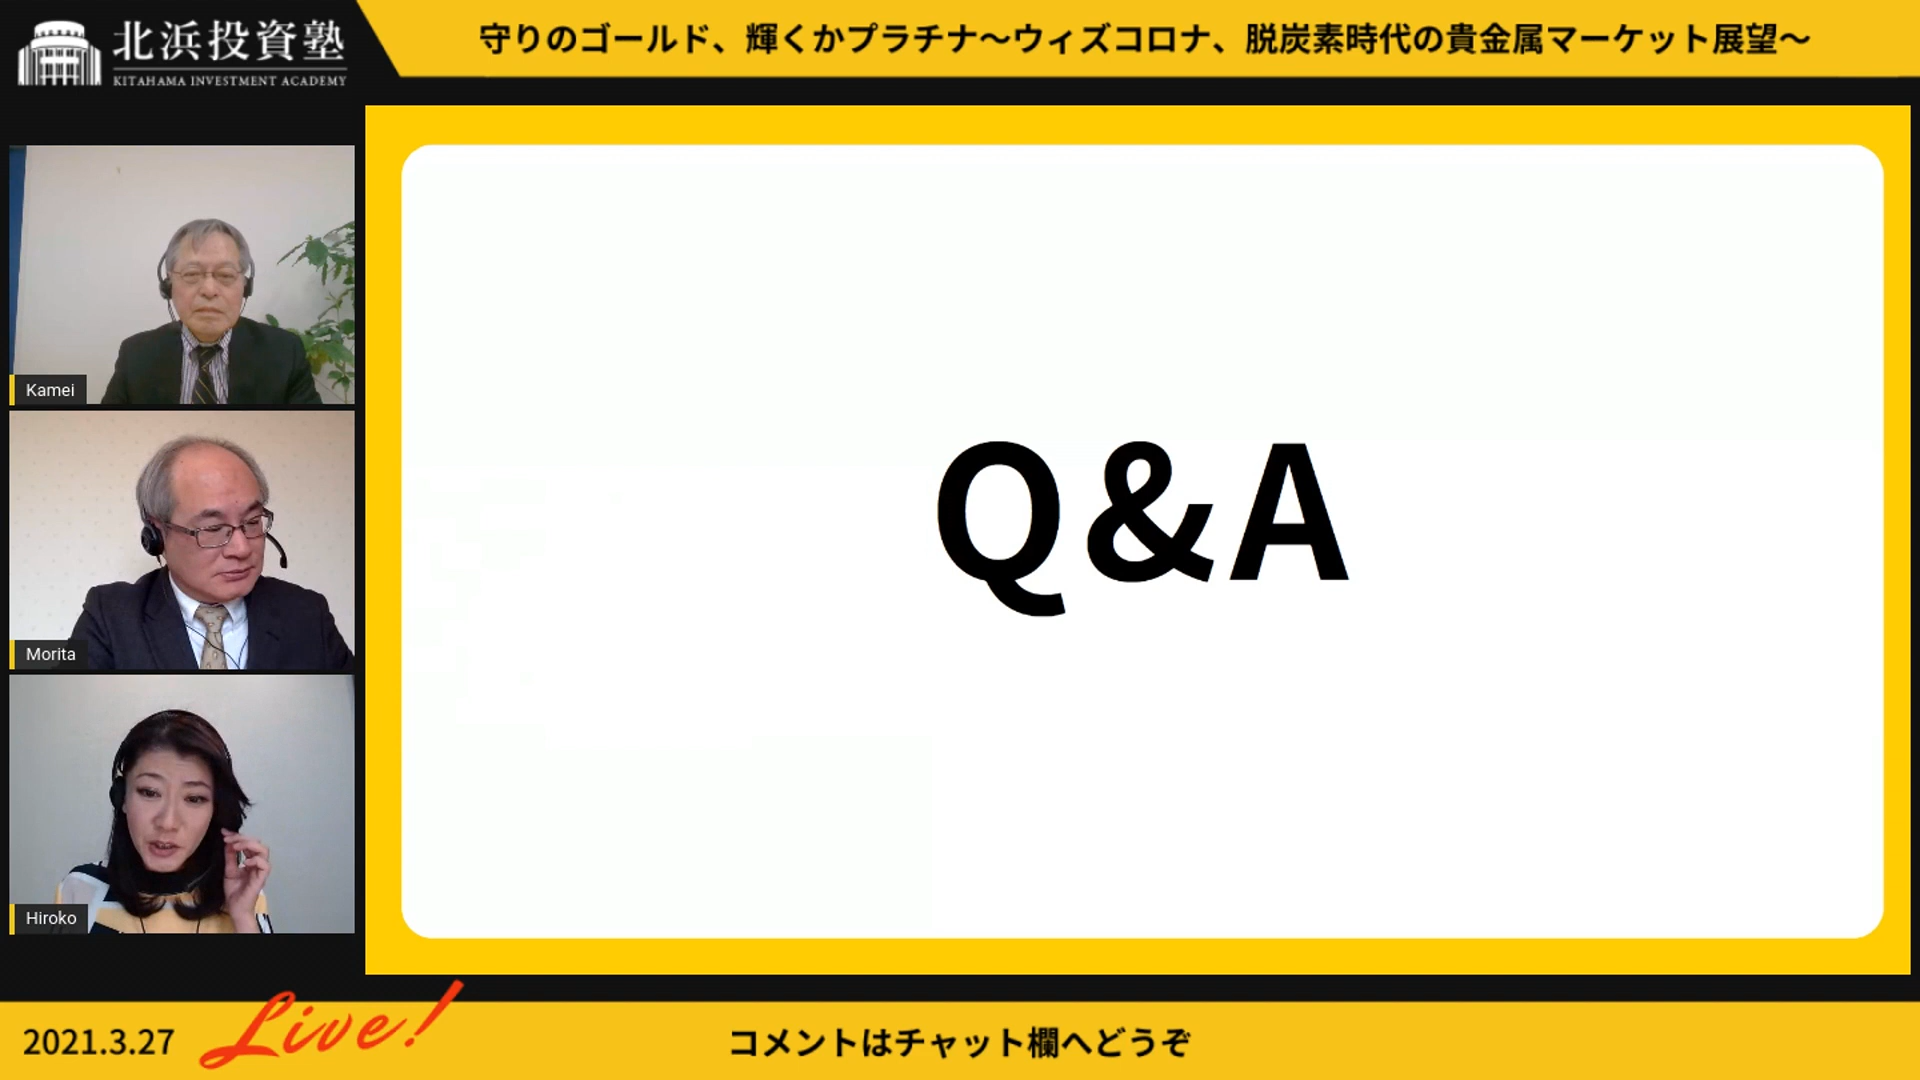 北浜投資塾
KITAHAMA INVESTMENT ACADEMY
守りのゴールド、輝くかプラチナ～ウィズコロナ、脱炭素時代の貴金属マーケット展望～
Kamei
Morita
Hiroko
Q&A
2021.3.27
Live!
コメントはチャット欄へどうぞ